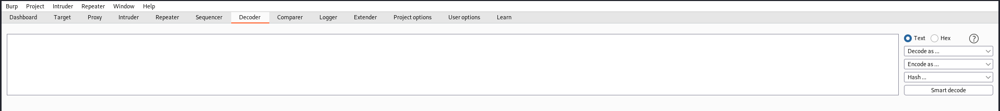 Burp Project Intruder Repeater Window Help
Dashboard Target Proxy Intruder Repeater Sequencer Decoder Comparer Logger Extender Project options User options Learn
Text Hex ?
Decode as ...
Encode as ...
Hash ...
Smart decode